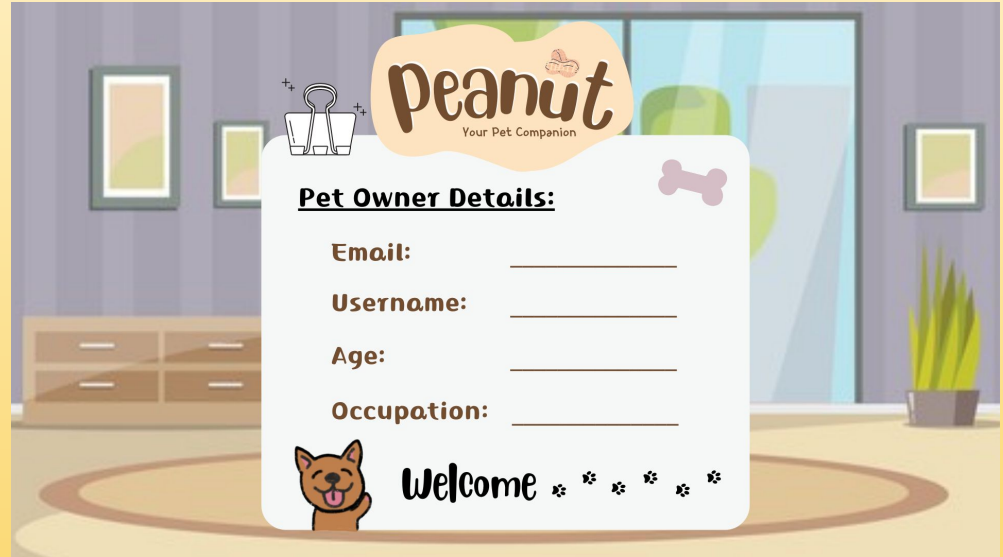 Peanut
Your Pet Companion
Pet Owner Details:
Email:
Username:
Age:
Occupation:
Welcome